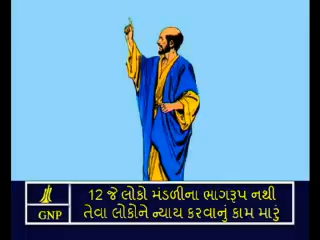 12 જે લોકો મંડળીના ભાગરૂપ નથી
તેવા લોકોને ન્યાય કરવાનું કામ મારું
GNP